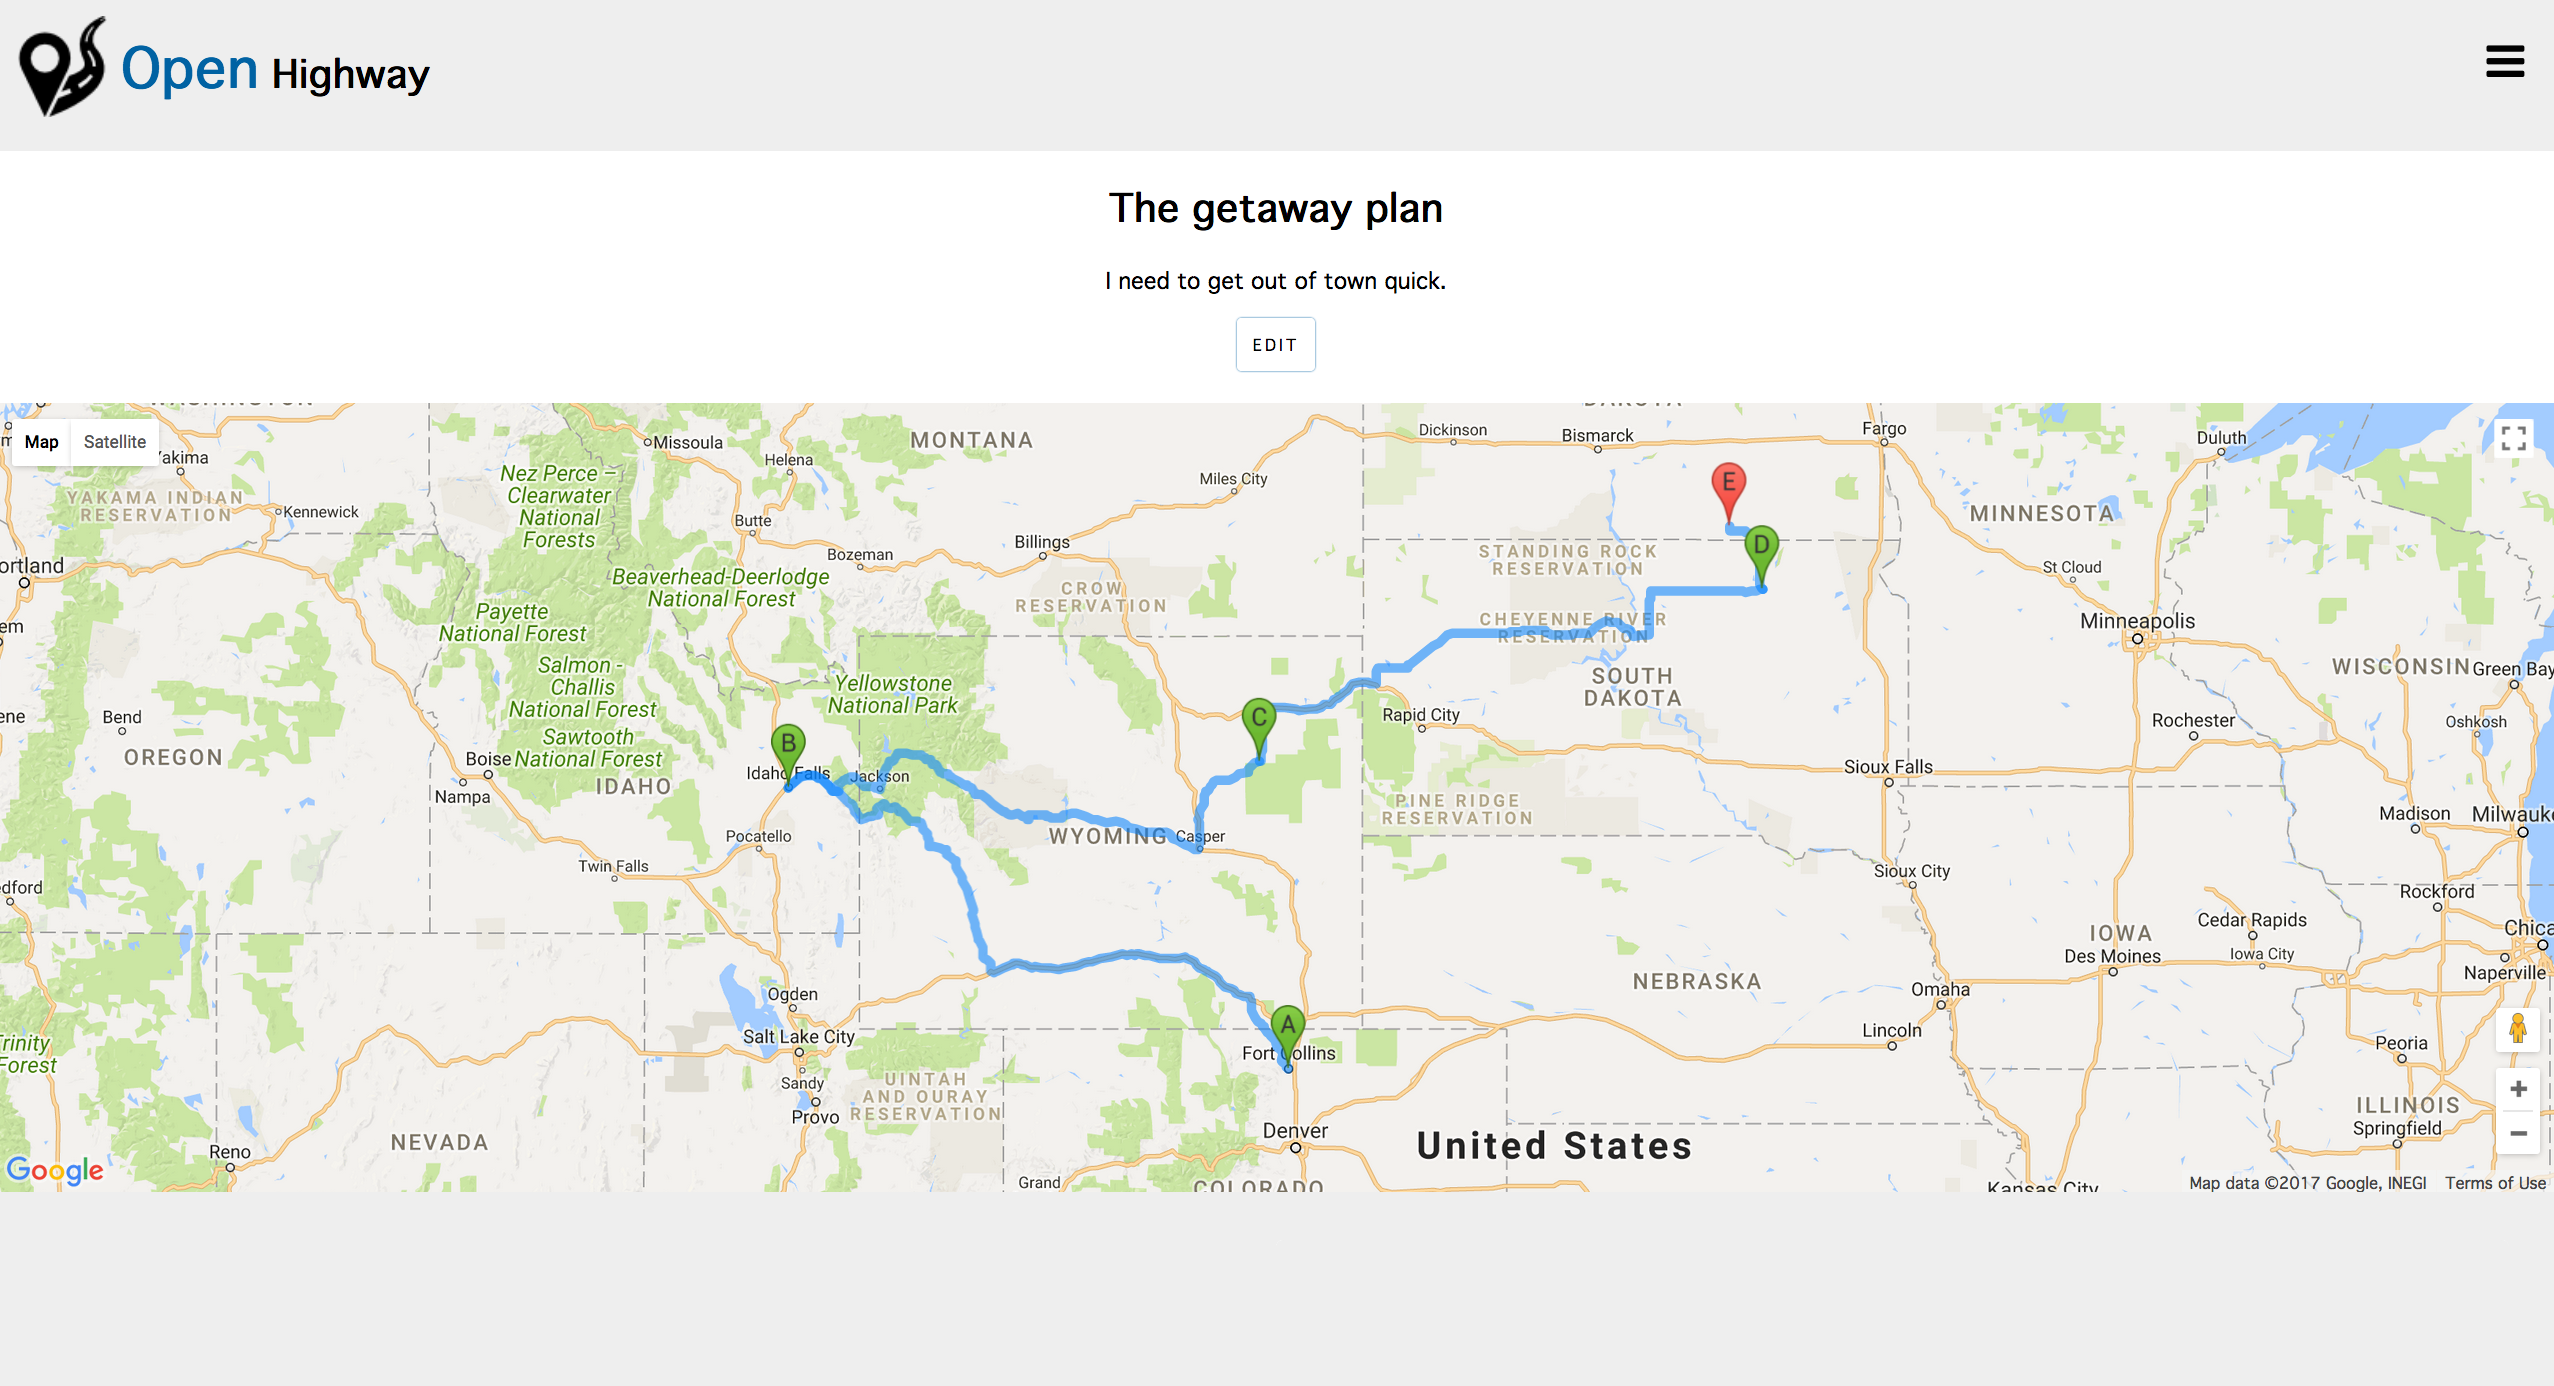 Open Highway
The getaway plan
I need to get out of town quick.
EDIT
Map Satellite
MONTANA
Missoula
Helena
Dickinson
Bismarck
Fargo
Duluth
YAKAMA INDIAN
RESERVATION
Kennewick
Nez Perce –
Clearwater
National
Forests
Butte
Bozeman
Billings
Miles City
E
MINNESOTA
STANDING ROCK
RESERVATION
D
St Cloud
Beaverhead-Deerlodge
National Forest
CROW
RESERVATION
Payette
National Forest
CHEYENNE RIVER
RESERVATION
Minneapolis
Salmon -
Challis
National Forest
Yellowstone
National Park
SOUTH
DAKOTA
WISCONSIN
Green Bay
Bend
OREGON
Sawtooth
National Forest
Boise
IDAHO
Nampa
B
Idaho Falls
Jackson
C
Rapid City
Rochester
Oshkosh
Sioux Falls
PINE RIDGE
RESERVATION
Madison
Milwauk
Pocatello
WYOMING
Casper
Twin Falls
Sioux City
Rockford
Cedar Rapids
IOWA
Des Moines
Iowa City
Chica
Naperville
NEBRASKA
Omaha
Ogden
Salt Lake City
A
Fort Collins
Lincoln
Peoria
Sandy
Provo
UINTAH
AND OURAY
RESERVATION
ILLINOIS
Springfield
NEVADA
Reno
Denver
United States
Grand
COLORADO
Kansas City
Google
Map data ©2017 Google, INEGI Terms of Use